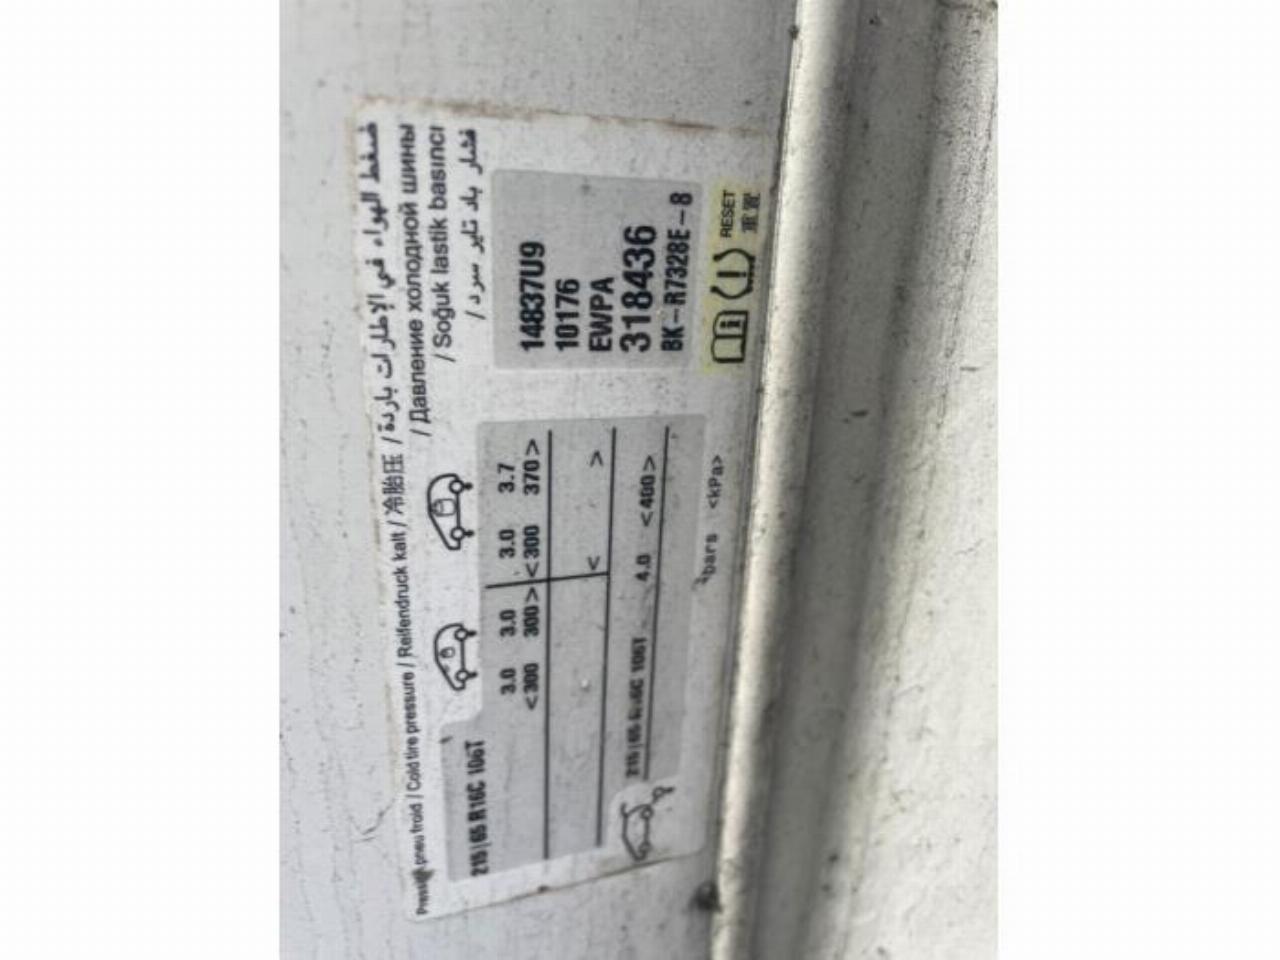 Pression pneu froid / Cold tire pressure / Reifendruck kalt / 冷胎压 / ضغط الهواء في الإطارات باردة
/ Давление холодной шины
/ Soğuk lastik basıncı
/ فشار باد تایر سرد
215|65 R16C 106T
3.0 3.0 3.0 3.7
<300 300> <300 370>
< >
215|65 R16C 106T 4.0 <400>
bars <kPa>
14837U9
10176
EWPA
318436
BK-R7328E-8
RESET
重置